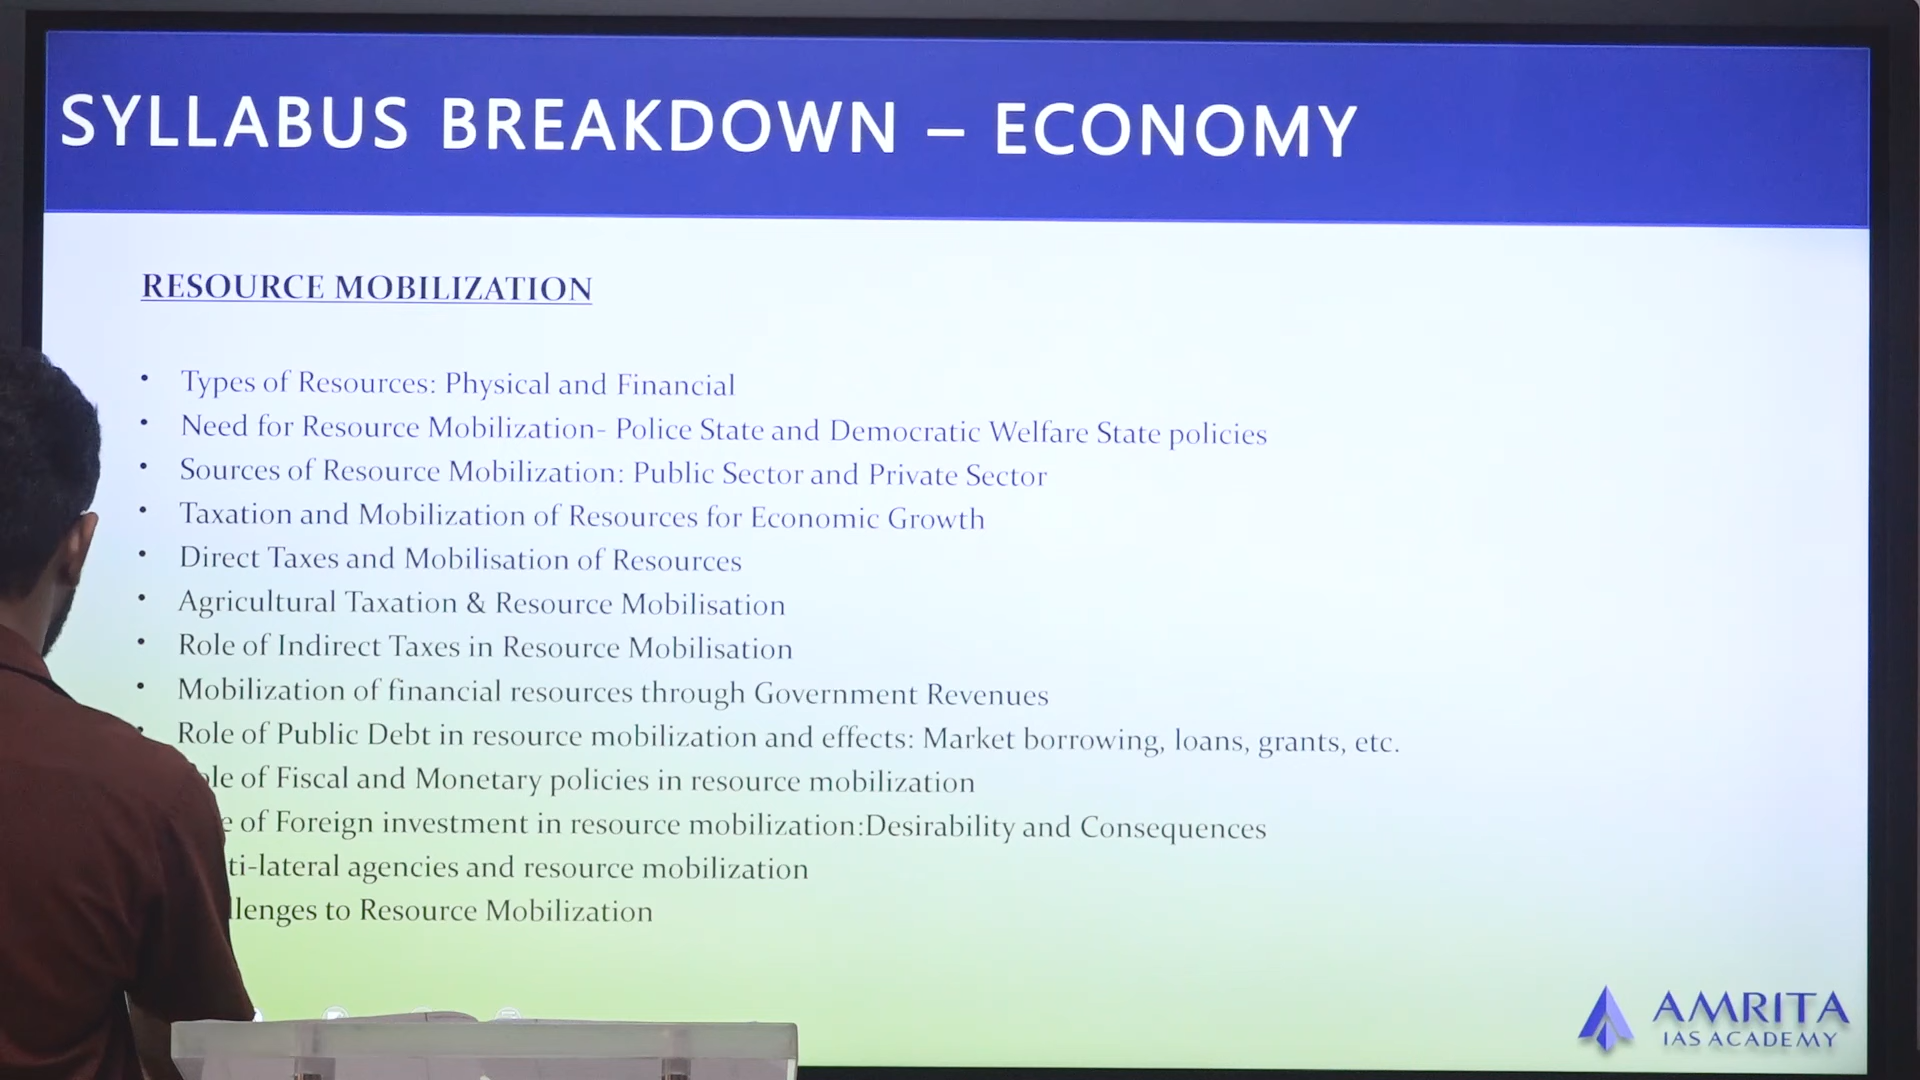 SYLLABUS BREAKDOWN – ECONOMY
RESOURCE MOBILIZATION
• Types of Resources: Physical and Financial
• Need for Resource Mobilization- Police State and Democratic Welfare State policies
• Sources of Resource Mobilization: Public Sector and Private Sector
• Taxation and Mobilization of Resources for Economic Growth
• Direct Taxes and Mobilisation of Resources
• Agricultural Taxation & Resource Mobilisation
• Role of Indirect Taxes in Resource Mobilisation
• Mobilization of financial resources through Government Revenues
• Role of Public Debt in resource mobilization and effects: Market borrowing, loans, grants, etc.
of Fiscal and Monetary policies in resource mobilization
of Foreign investment in resource mobilization:Desirability and Consequences
ti-lateral agencies and resource mobilization
llenges to Resource Mobilization
AMRITA
IAS ACADEMY